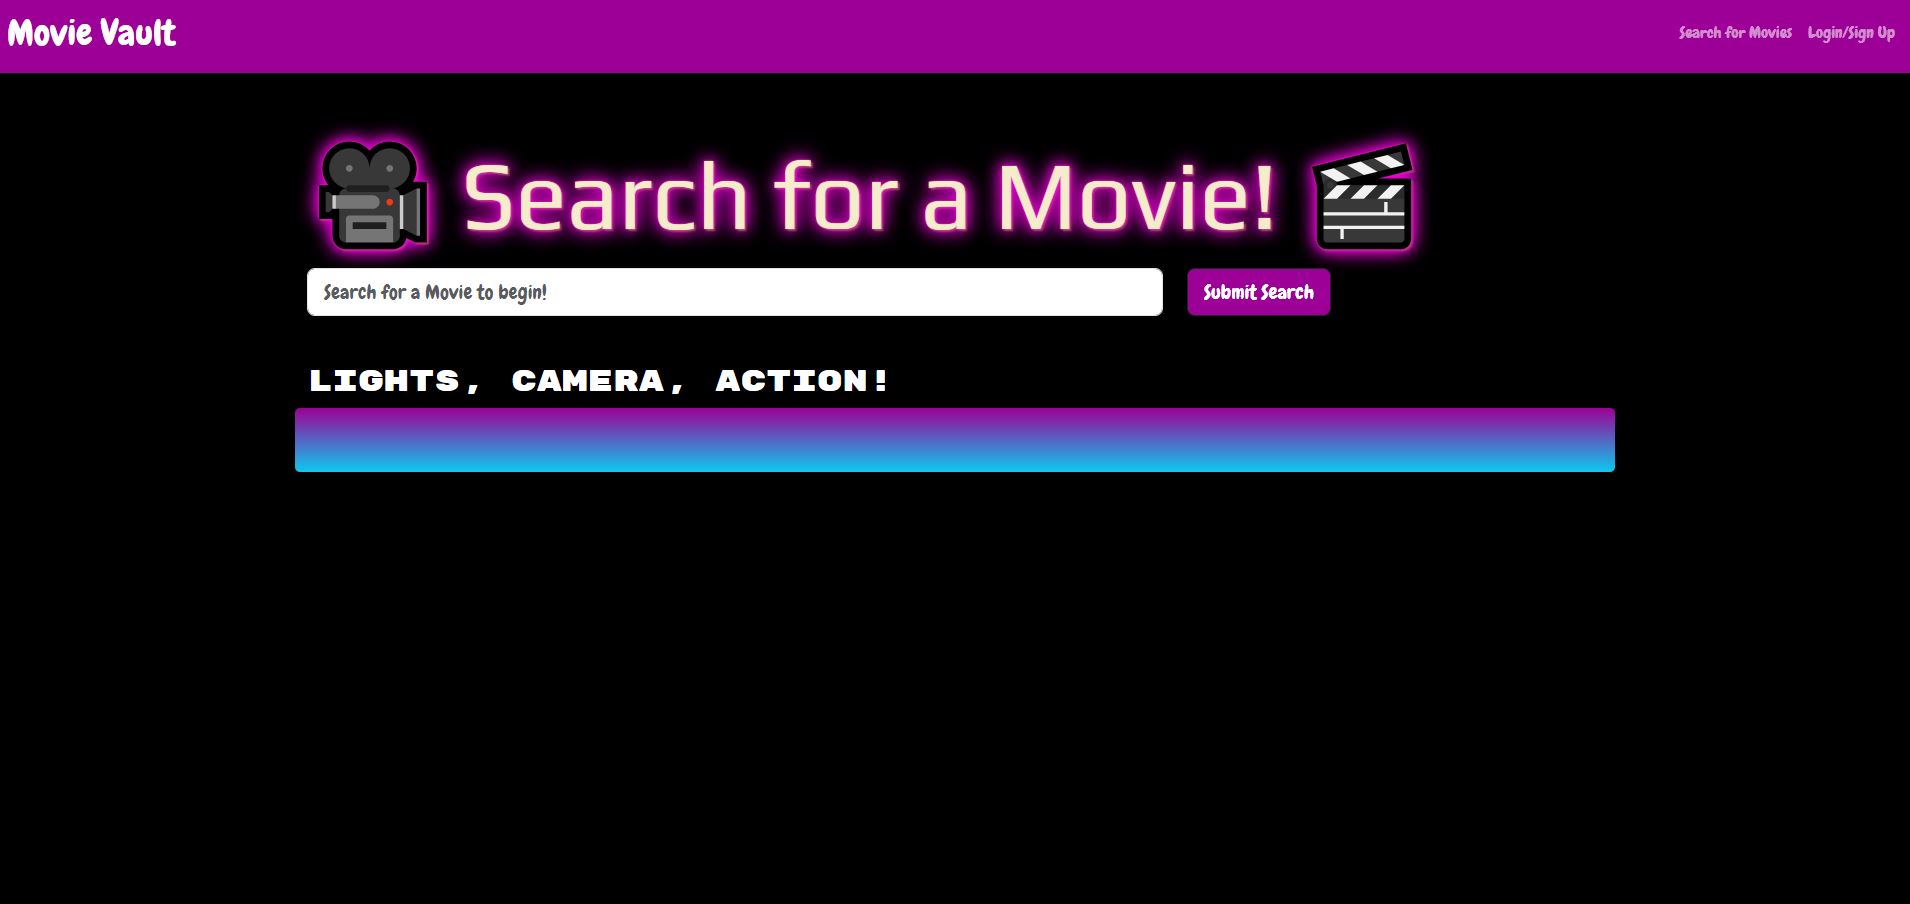 Movie Vault
Search for Movies
Login/Sign Up
Search for a Movie!
Search for a Movie to begin!
Submit Search
LIGHTS, CAMERA, ACTION!